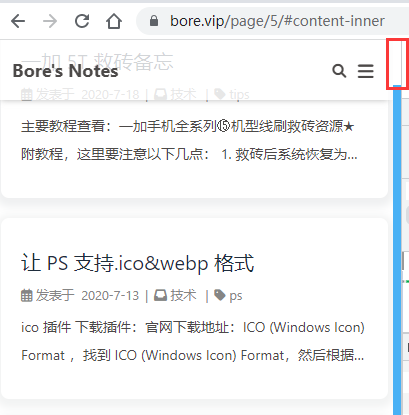 bore.vip/page/5/#content-inner
一加 5T 救砖备忘
Bore's Notes
发表于 2020-7-18 | 技术 | tips
主要教程查看：一加手机全系列⑮机型线刷救砖资源★
附教程，这里要注意以下几点： 1. 救砖后系统恢复为...
让 PS 支持.ico&webp 格式
发表于 2020-7-13 | 技术 | ps
ico 插件 下载插件：官网下载地址：ICO (Windows Icon)
Format ，找到 ICO (Windows Icon) Format，然后根据...